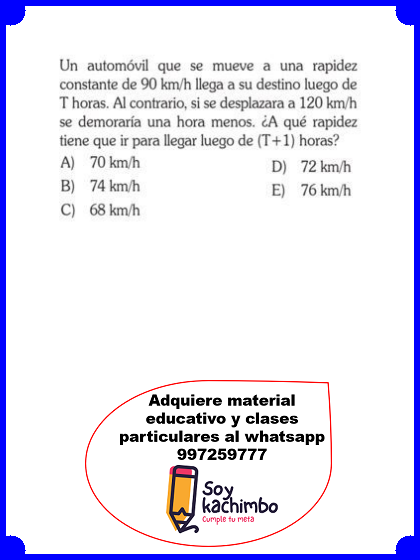 Un automóvil que se mueve a una rapidez
constante de 90 km/h llega a su destino luego de
T horas. Al contrario, si se desplazara a 120 km/h
se demoraría una hora menos. ¿A qué rapidez
tiene que ir para llegar luego de (T+1) horas?
A) 70 km/h
B) 74 km/h
C) 68 km/h
D) 72 km/h
E) 76 km/h
Adquiere material
educativo y clases
particulares al whatsapp
997259777
Soy
kachimbo
Cumple tu meta